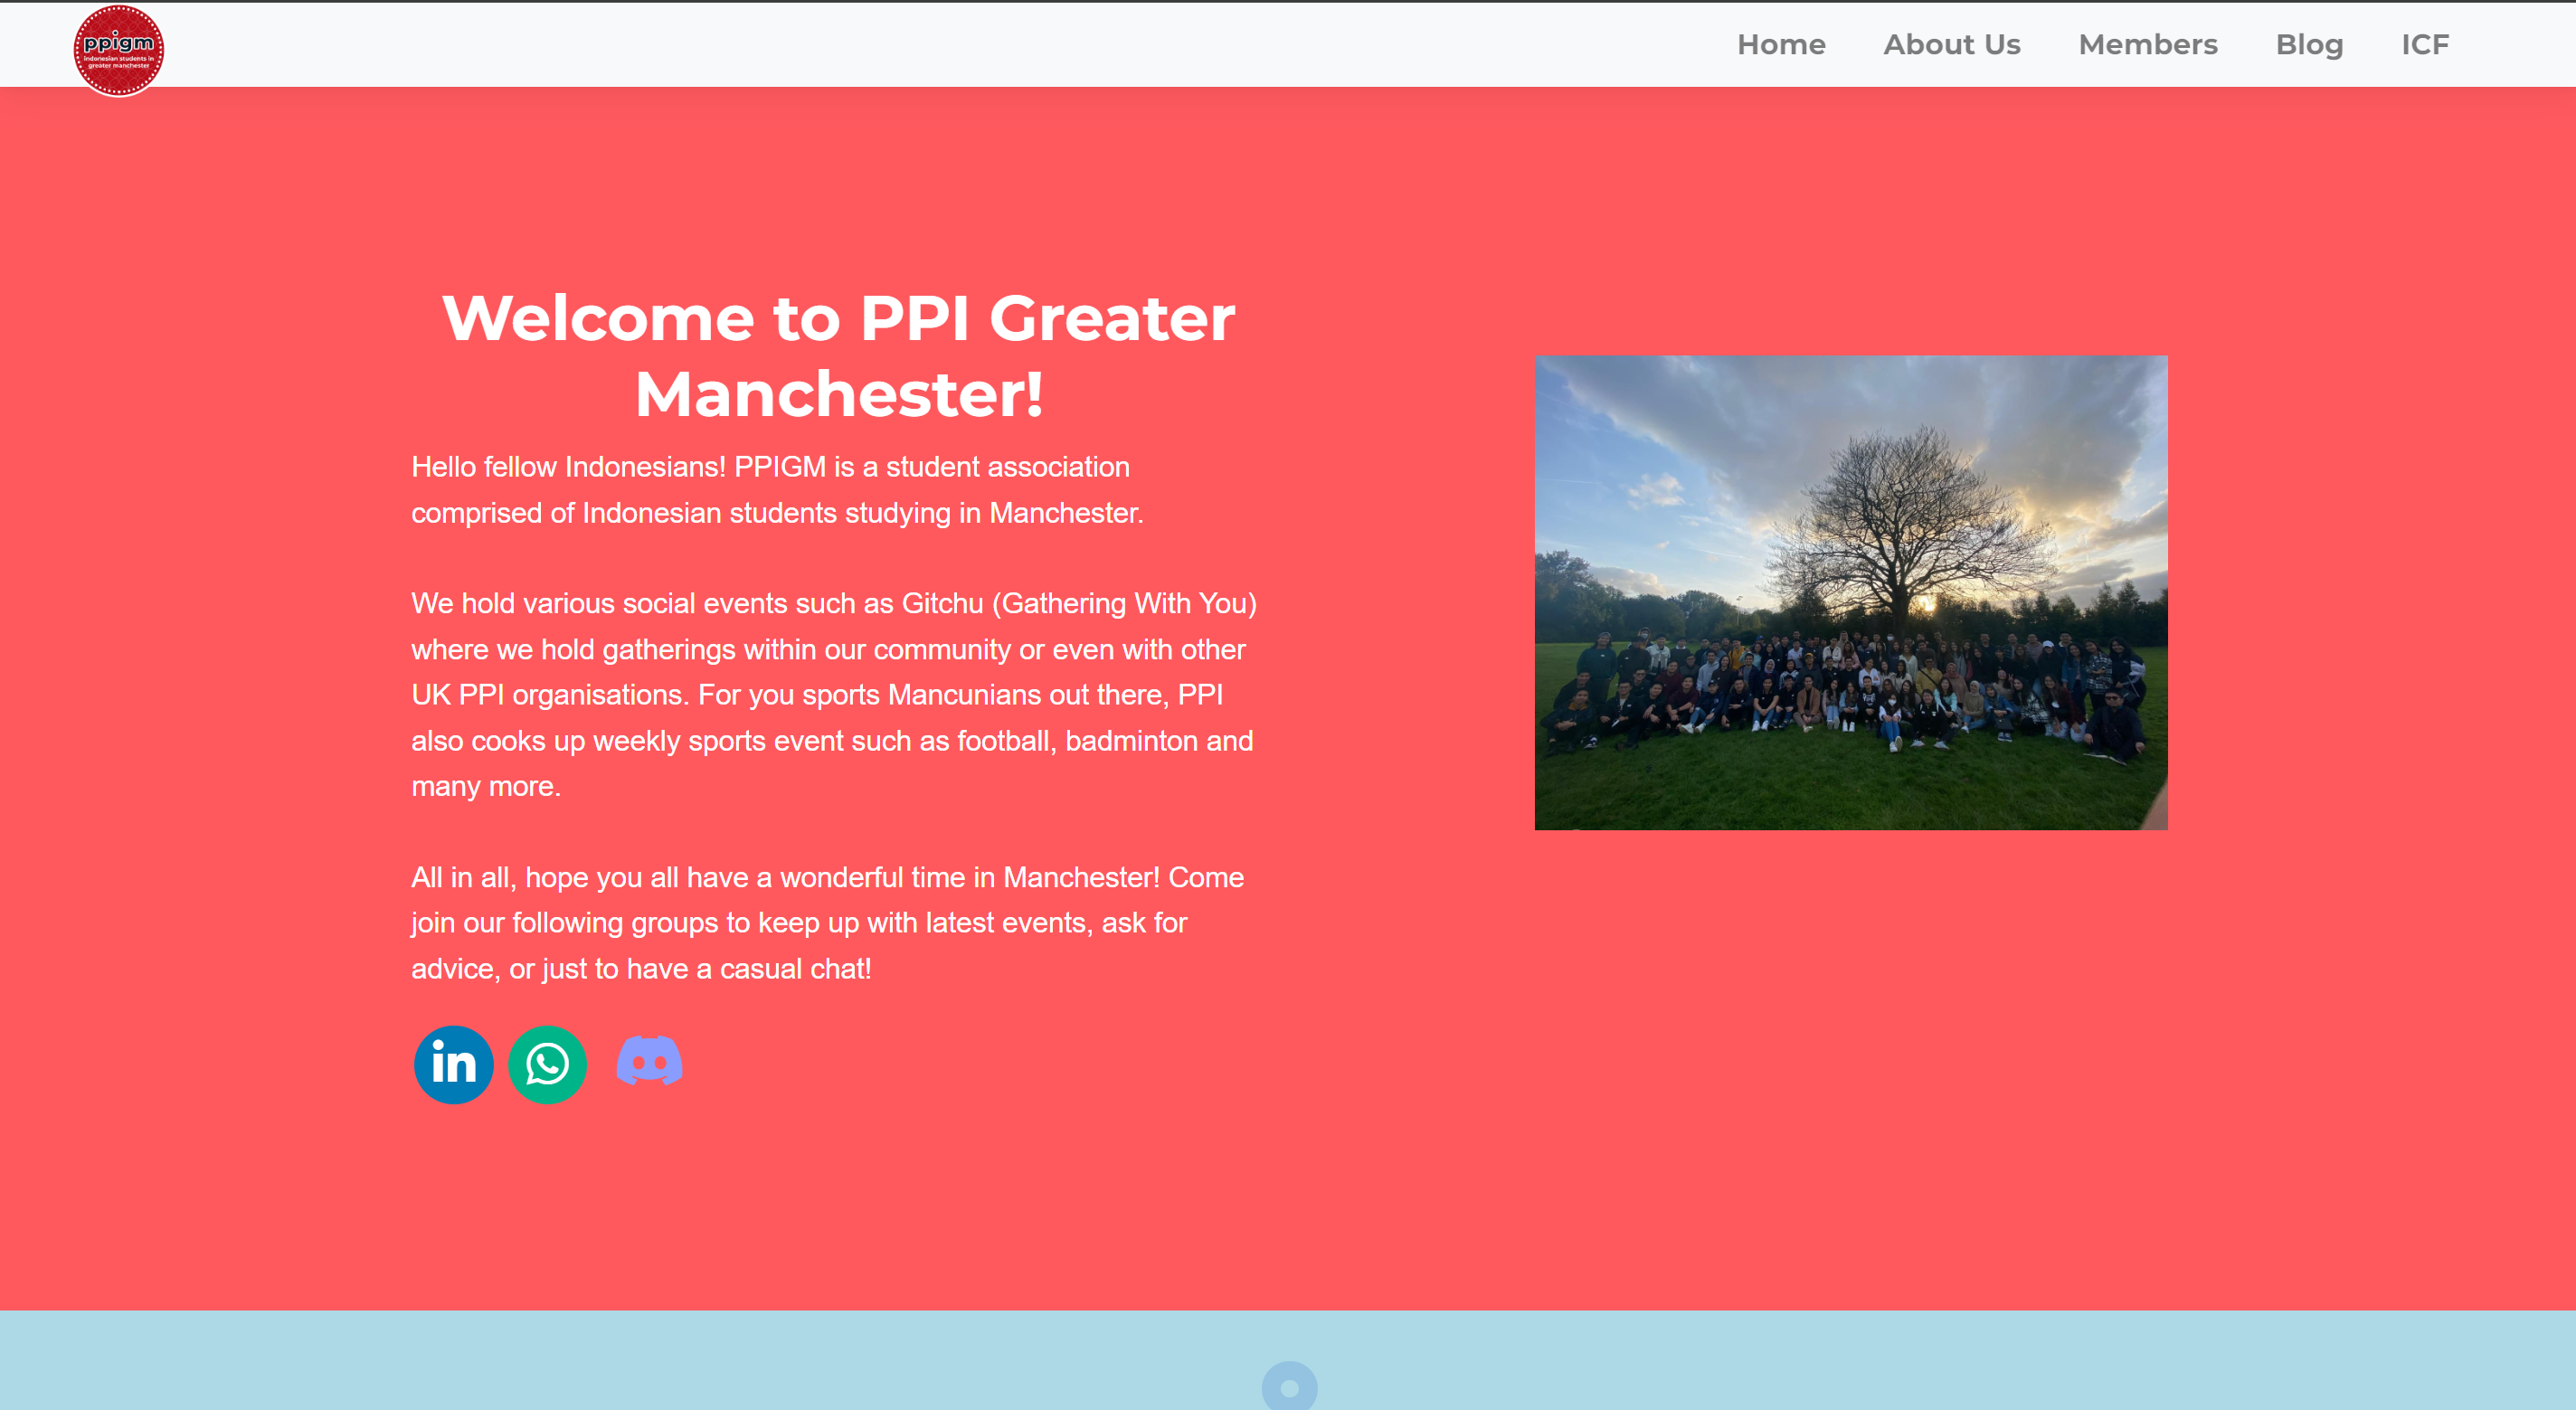 ppigm
indonesian students in
greater manchester
Home About Us Members Blog ICF
Welcome to PPI Greater
Manchester!
Hello fellow Indonesians! PPIGM is a student association
comprised of Indonesian students studying in Manchester.
We hold various social events such as Gitchu (Gathering With You)
where we hold gatherings within our community or even with other
UK PPI organisations. For you sports Mancunians out there, PPI
also cooks up weekly sports event such as football, badminton and
many more.
All in all, hope you all have a wonderful time in Manchester! Come
join our following groups to keep up with latest events, ask for
advice, or just to have a casual chat!
in